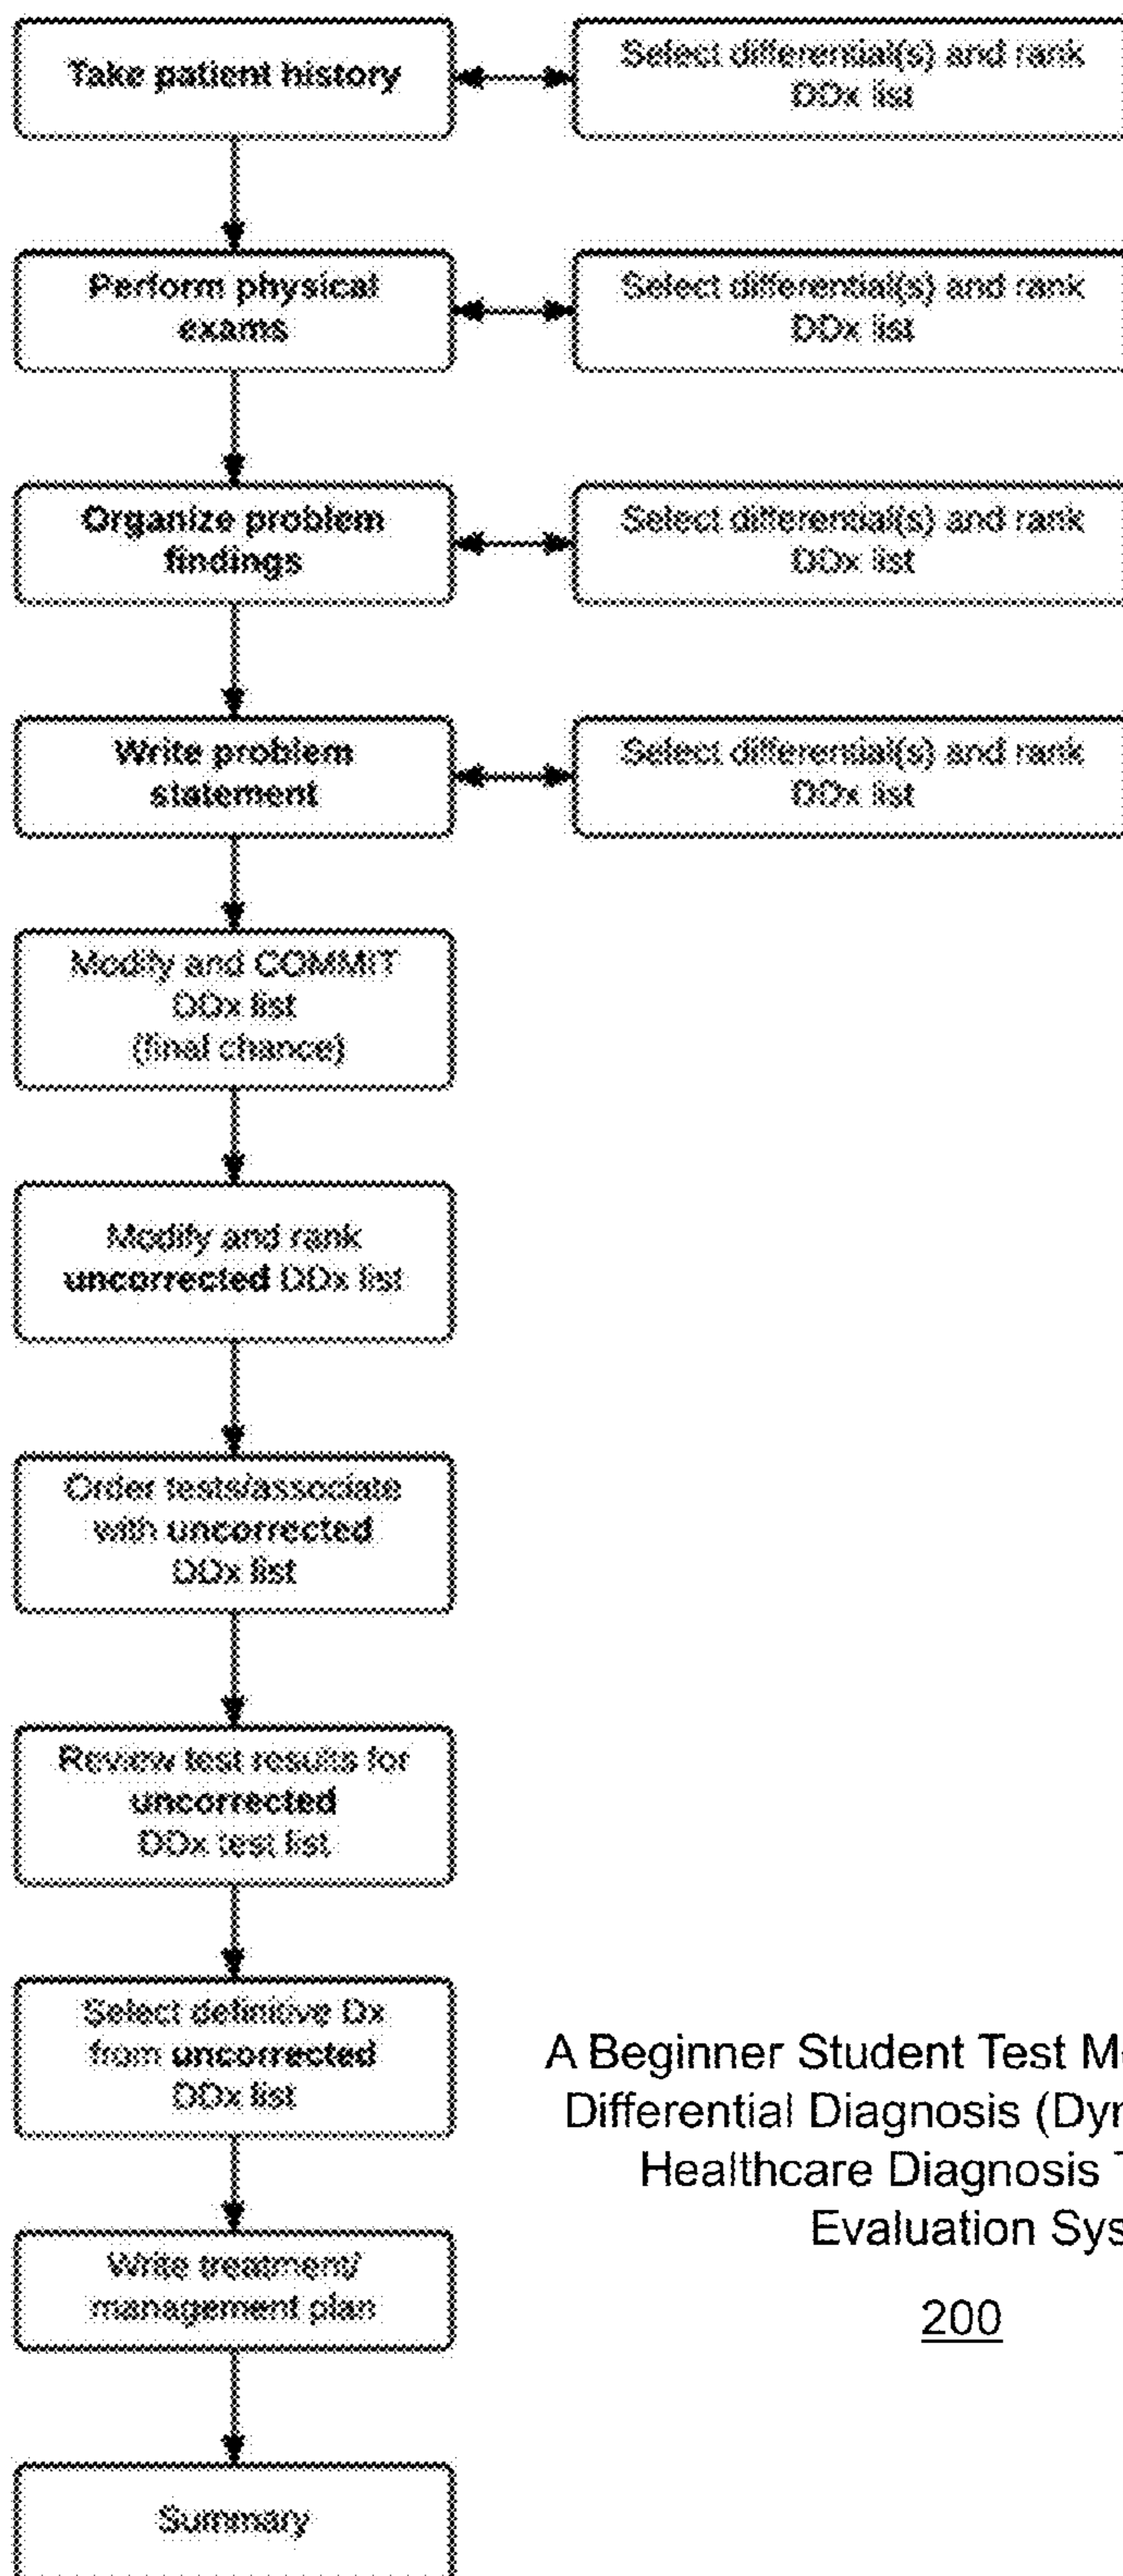 Take patient history
Select differential(s) and rank
DDx list
Perform physical
exams
Select differential(s) and rank
DDx list
Organize problem
findings
Select differential(s) and rank
DDx list
Write problem
statement
Select differential(s) and rank
DDx list
Modify and COMMIT
DDx list
(final chance)
Modify and rank
uncorrected DDx list
Order tests/associate
with uncorrected
DDx list
Review test results for
uncorrected
DDx test list
Select definitive Dx
from uncorrected
DDx list
A Beginner Student Test
Differential Diagnosis
Healthcare Diagnosis
Evaluation
200
Write treatment/
management plan
Summary